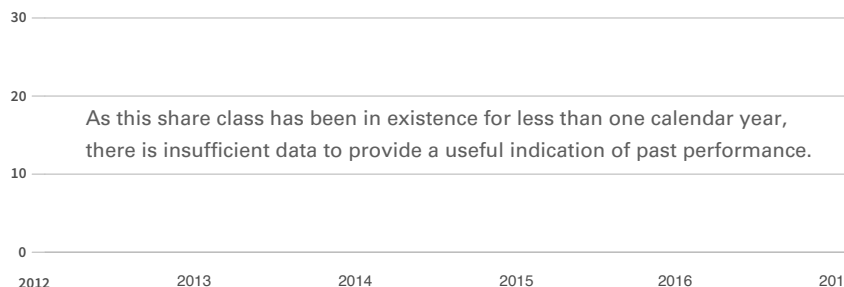 30
20
As this share class has been in existence for less than one calendar year,
there is insufficient data to provide a useful indication of past performance.
10
0
2012 2013 2014 2015 2016 201